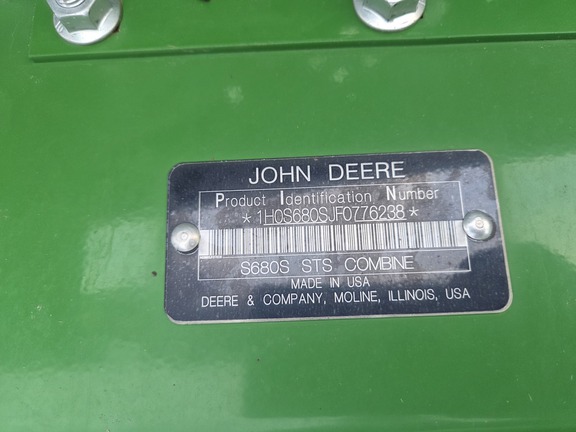 JOHN DEERE
Product Identification Number
*1H0S680SJF0776238*
S680S STS COMBINE
MADE IN USA
DEERE & COMPANY, MOLINE, ILLINOIS, USA